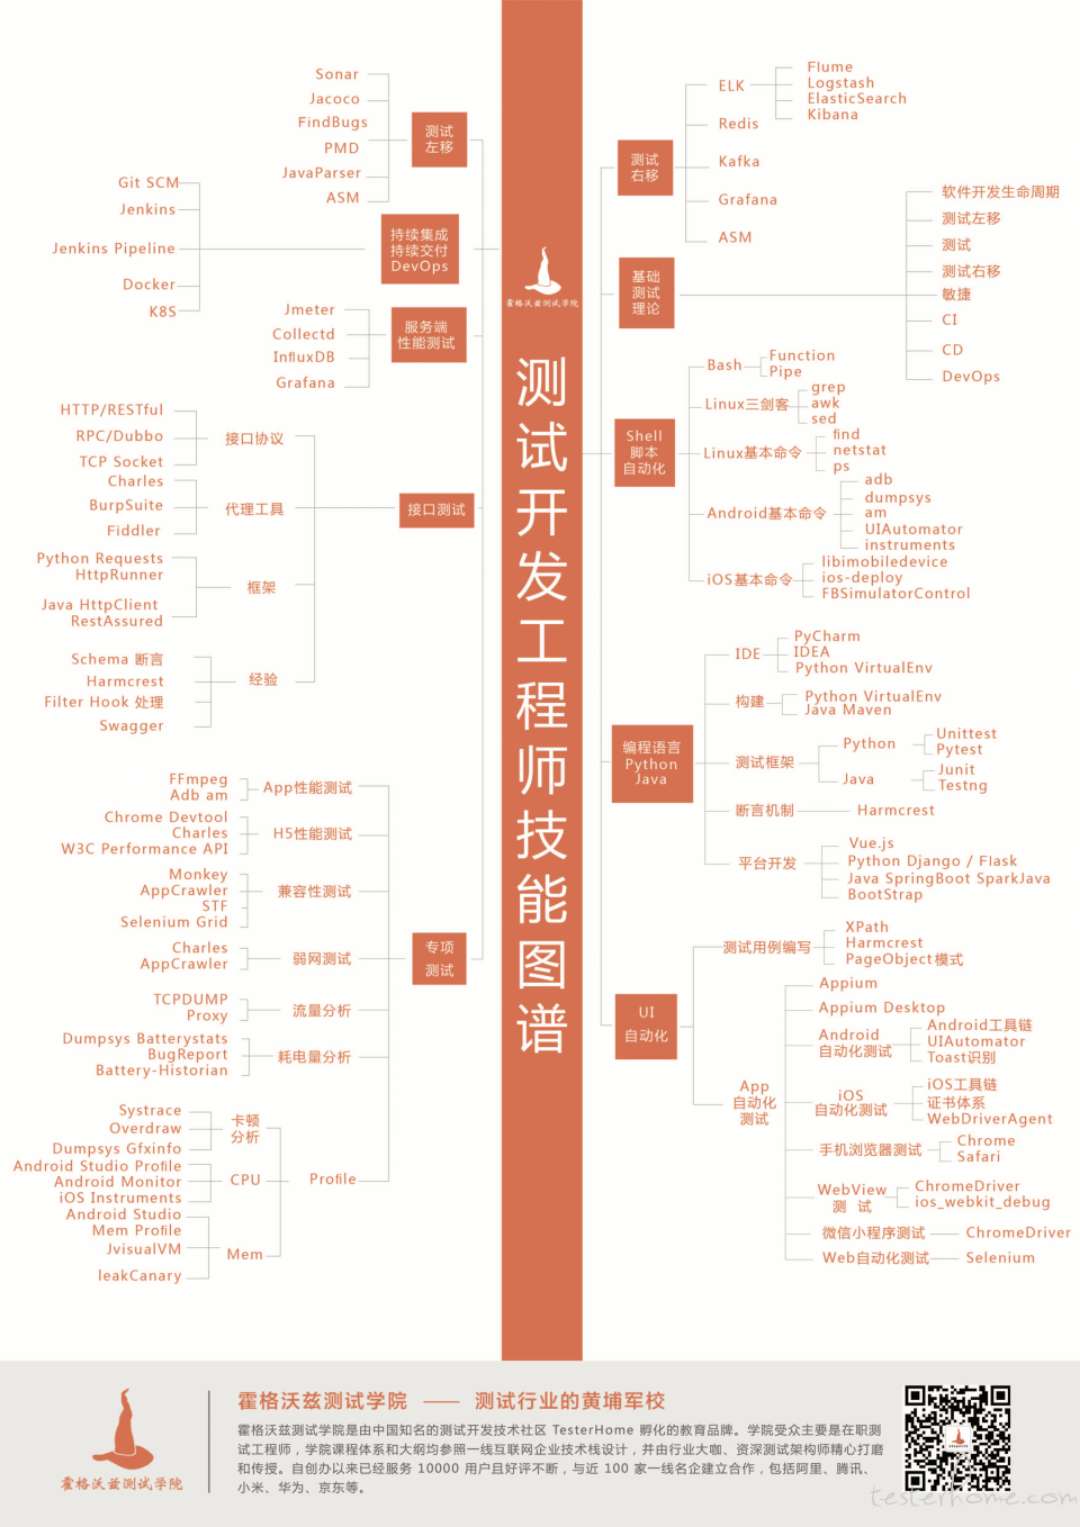 测试开发工程师技能图谱
霍格沃兹测试学院
测试
左移
Sonar
Jacoco
FindBugs
PMD
JavaParser
ASM
持续集成
持续交付
DevOps
Git SCM
Jenkins
Jenkins Pipeline
Docker
K8S
服务端
性能测试
Jmeter
Collectd
InfluxDB
Grafana
接口测试
接口协议
HTTP/RESTful
RPC/Dubbo
TCP Socket
代理工具
Charles
BurpSuite
Fiddler
框架
Python Requests
HttpRunner
Java HttpClient
RestAssured
经验
Schema 断言
Harmcrest
Filter Hook 处理
Swagger
专项
测试
App性能测试
FFmpeg
Adb am
H5性能测试
Chrome Devtool
Charles
W3C Performance API
兼容性测试
Monkey
AppCrawler
STF
Selenium Grid
弱网测试
Charles
AppCrawler
流量分析
TCPDUMP
Proxy
耗电量分析
Dumpsys Batterystats
BugReport
Battery-Historian
Profile
卡顿
分析
Systrace
Overdraw
Dumpsys Gfxinfo
CPU
Android Studio Profile
Android Monitor
iOS Instruments
Mem
Android Studio
Mem Profile
JvisualVM
leakCanary
测试
右移
ELK
Flume
Logstash
ElasticSearch
Kibana
Redis
Kafka
Grafana
ASM
基础
测试
理论
软件开发生命周期
测试左移
测试
测试右移
敏捷
CI
CD
DevOps
Shell
脚本
自动化
Bash
Function
Pipe
Linux三剑客
grep
awk
sed
Linux基本命令
find
netstat
ps
Android基本命令
adb
dumpsys
am
UIAutomator
instruments
iOS基本命令
libimobiledevice
ios-deploy
FBSimulatorControl
编程语言
Python
Java
IDE
PyCharm
IDEA
Python VirtualEnv
构建
Python VirtualEnv
Java Maven
测试框架
Python
Unittest
Pytest
Java
Junit
Testng
断言机制
Harmcrest
平台开发
Vue.js
Python Django / Flask
Java SpringBoot SparkJava
BootStrap
UI
自动化
测试用例编写
XPath
Harmcrest
PageObject模式
App
自动化
测试
Appium
Appium Desktop
Android
自动化测试
Android工具链
UIAutomator
Toast识别
iOS
自动化测试
iOS工具链
证书体系
WebDriverAgent
手机浏览器测试
Chrome
Safari
WebView
测 试
ChromeDriver
ios_webkit_debug
微信小程序测试
ChromeDriver
Web自动化测试
Selenium
霍格沃兹测试学院
霍格沃兹测试学院 —— 测试行业的黄埔军校
霍格沃兹测试学院是由中国知名的测试开发技术社区 TesterHome 孵化的教育品牌。学院受众主要是在职测
试工程师，学院课程体系和大纲均参照一线互联网企业技术栈设计，并由行业大咖、资深测试架构师精心打磨
和传授。自创办以来已经服务 10000 用户且好评不断，与近 100 家一线名企建立合作，包括阿里、腾讯、
小米、华为、京东等。
testerhome.com